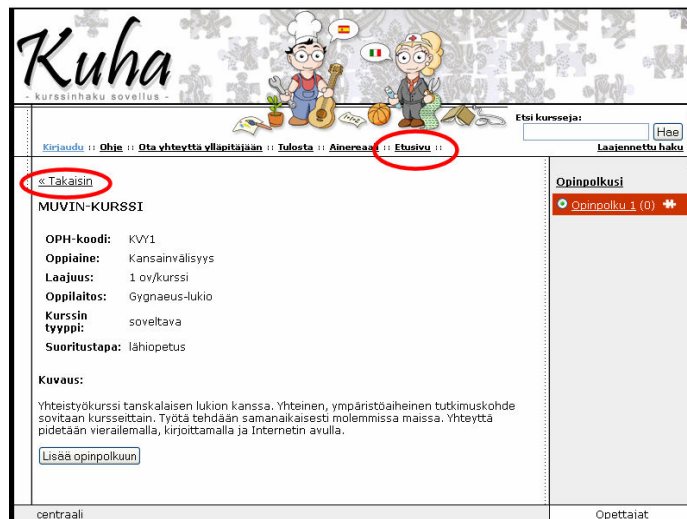 Kuha
- kurssinhaku sovellus -
Etsi kursseja:
Hae
Kirjaudu :: Ohje :: Ota yhteyttä ylläpitäjään :: Tulosta :: Ainereaali :: Etusivu ::
Laajennettu haku
« Takaisin
MUVIN-KURSSI
OPH-koodi: KVY1
Oppiaine: Kansainvälisyys
Laajuus: 1 ov/kurssi
Oppilaitos: Gygnaeus-lukio
Kurssin
tyyppi: soveltava
Suoritustapa: lähiopetus
Kuvaus:
Yhteistyökurssi tanskalaisen lukion kanssa. Yhteinen, ympäristöaiheinen tutkimuskohde
sovitaan kursseittain. Työtä tehdään samanaikaisesti molemmissa maissa. Yhteyttä
pidetään vierailemalla, kirjoittamalla ja Internetin avulla.
Lisää opinpolkuun
Opinpolkusi
Opinpolku 1 (0)
centraali
Opettajat